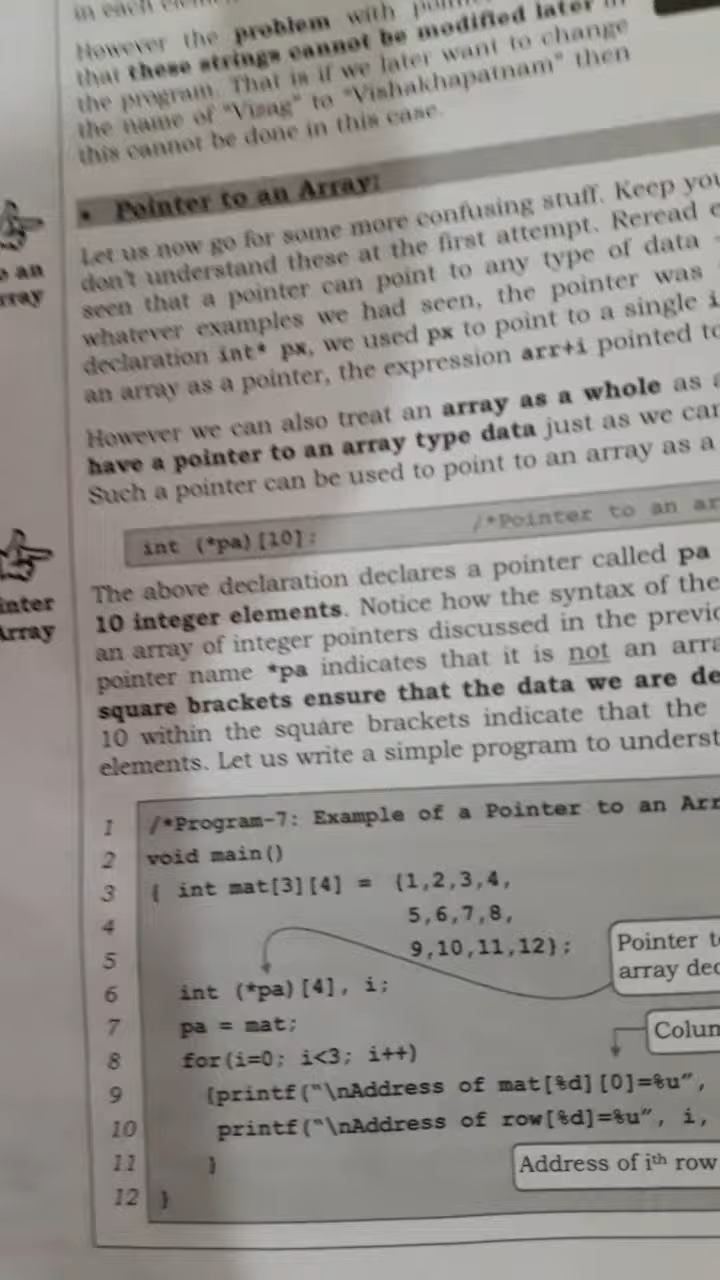 in each
However the problem with
that these strings cannot be modified later in
the program. That is if we later want to change
the name of "Vizag" to "Vishakhapatnam" then
this cannot be done in this case.
• Pointer to an Array:
an
rray
Let us now go for some more confusing stuff. Keep you
don't understand these at the first attempt. Reread
seen that a pointer can point to any type of data
whatever examples we had seen, the pointer was
declaration int* px, we used px to point to a single i
an array as a pointer, the expression arr+i pointed to
However we can also treat an array as a whole as a
have a pointer to an array type data just as we can
Such a pointer can be used to point to an array as a
int (*pa)[10]; /*Pointer to an ar
inter
Array
The above declaration declares a pointer called pa
10 integer elements. Notice how the syntax of the
an array of integer pointers discussed in the previo
pointer name *pa indicates that it is not an arra
square brackets ensure that the data we are de
10 within the square brackets indicate that the
elements. Let us write a simple program to underst
1 /*Program-7: Example of a Pointer to an Arr
2 void main()
3 { int mat[3][4] = {1,2,3,4,
4 5,6,7,8,
5 9,10,11,12};
Pointer to
array dec
6 int (*pa)[4], i;
7 pa = mat;
Colum
8 for(i=0; i<3; i++)
9 {printf("\nAddress of mat[%d][0]=%u",
10 printf("\nAddress of row[%d]=%u", i,
11 }
Address of ith row
12 }